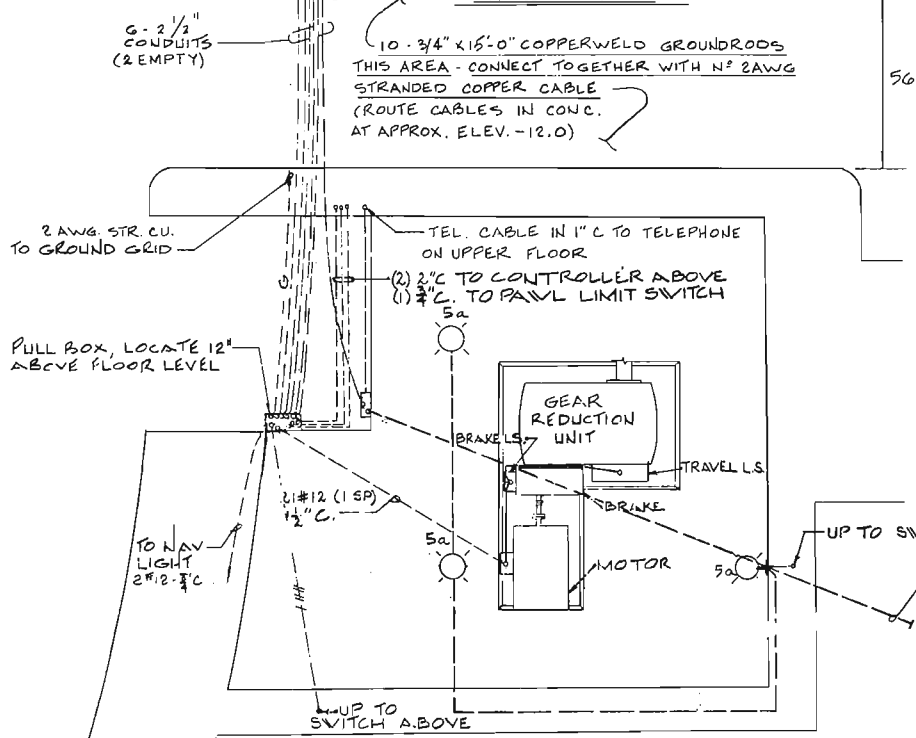 6 - 2 1/2"
CONDUITS
(2 EMPTY)
10 - 3/4" x 15'-0" COPPERWELD GROUNDRODS
THIS AREA - CONNECT TOGETHER WITH Nº 2AWG
STRANDED COPPER CABLE
(ROUTE CABLES IN CONC.
AT APPROX. ELEV. -12.0)
56
2 AWG. STR. CU.
TO GROUND GRID
TEL. CABLE IN 1" C TO TELEPHONE
ON UPPER FLOOR
(2) 2"C TO CONTROLLER ABOVE
(1) 3/4"C. TO PAWL LIMIT SWITCH
6
5a
PULL BOX, LOCATE 12"
ABOVE FLOOR LEVEL
GEAR
REDUCTION
UNIT
BRAKE L.S.
TRAVEL L.S.
BRAKE
21#12 (1 SP)
1 1/2" C.
TO NAV
LIGHT
2#12-3/4"C
5a
MOTOR
5a
UP TO SW
UP TO
SWITCH ABOVE